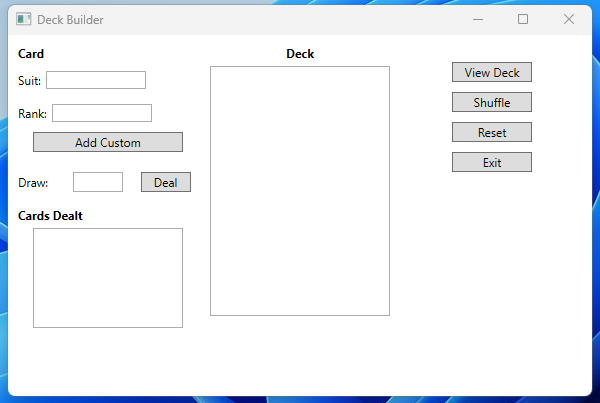 Deck Builder
Card
Suit:
Rank:
Add Custom
Draw:
Deal
Cards Dealt
Deck
View Deck
Shuffle
Reset
Exit